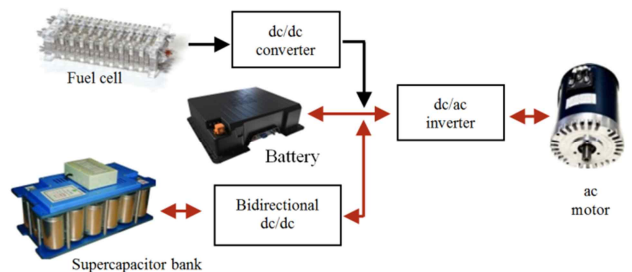 dc/dc
converter
Fuel cell
dc/ac
inverter
Battery
ac
motor
Bidirectional
dc/dc
Supercapacitor bank